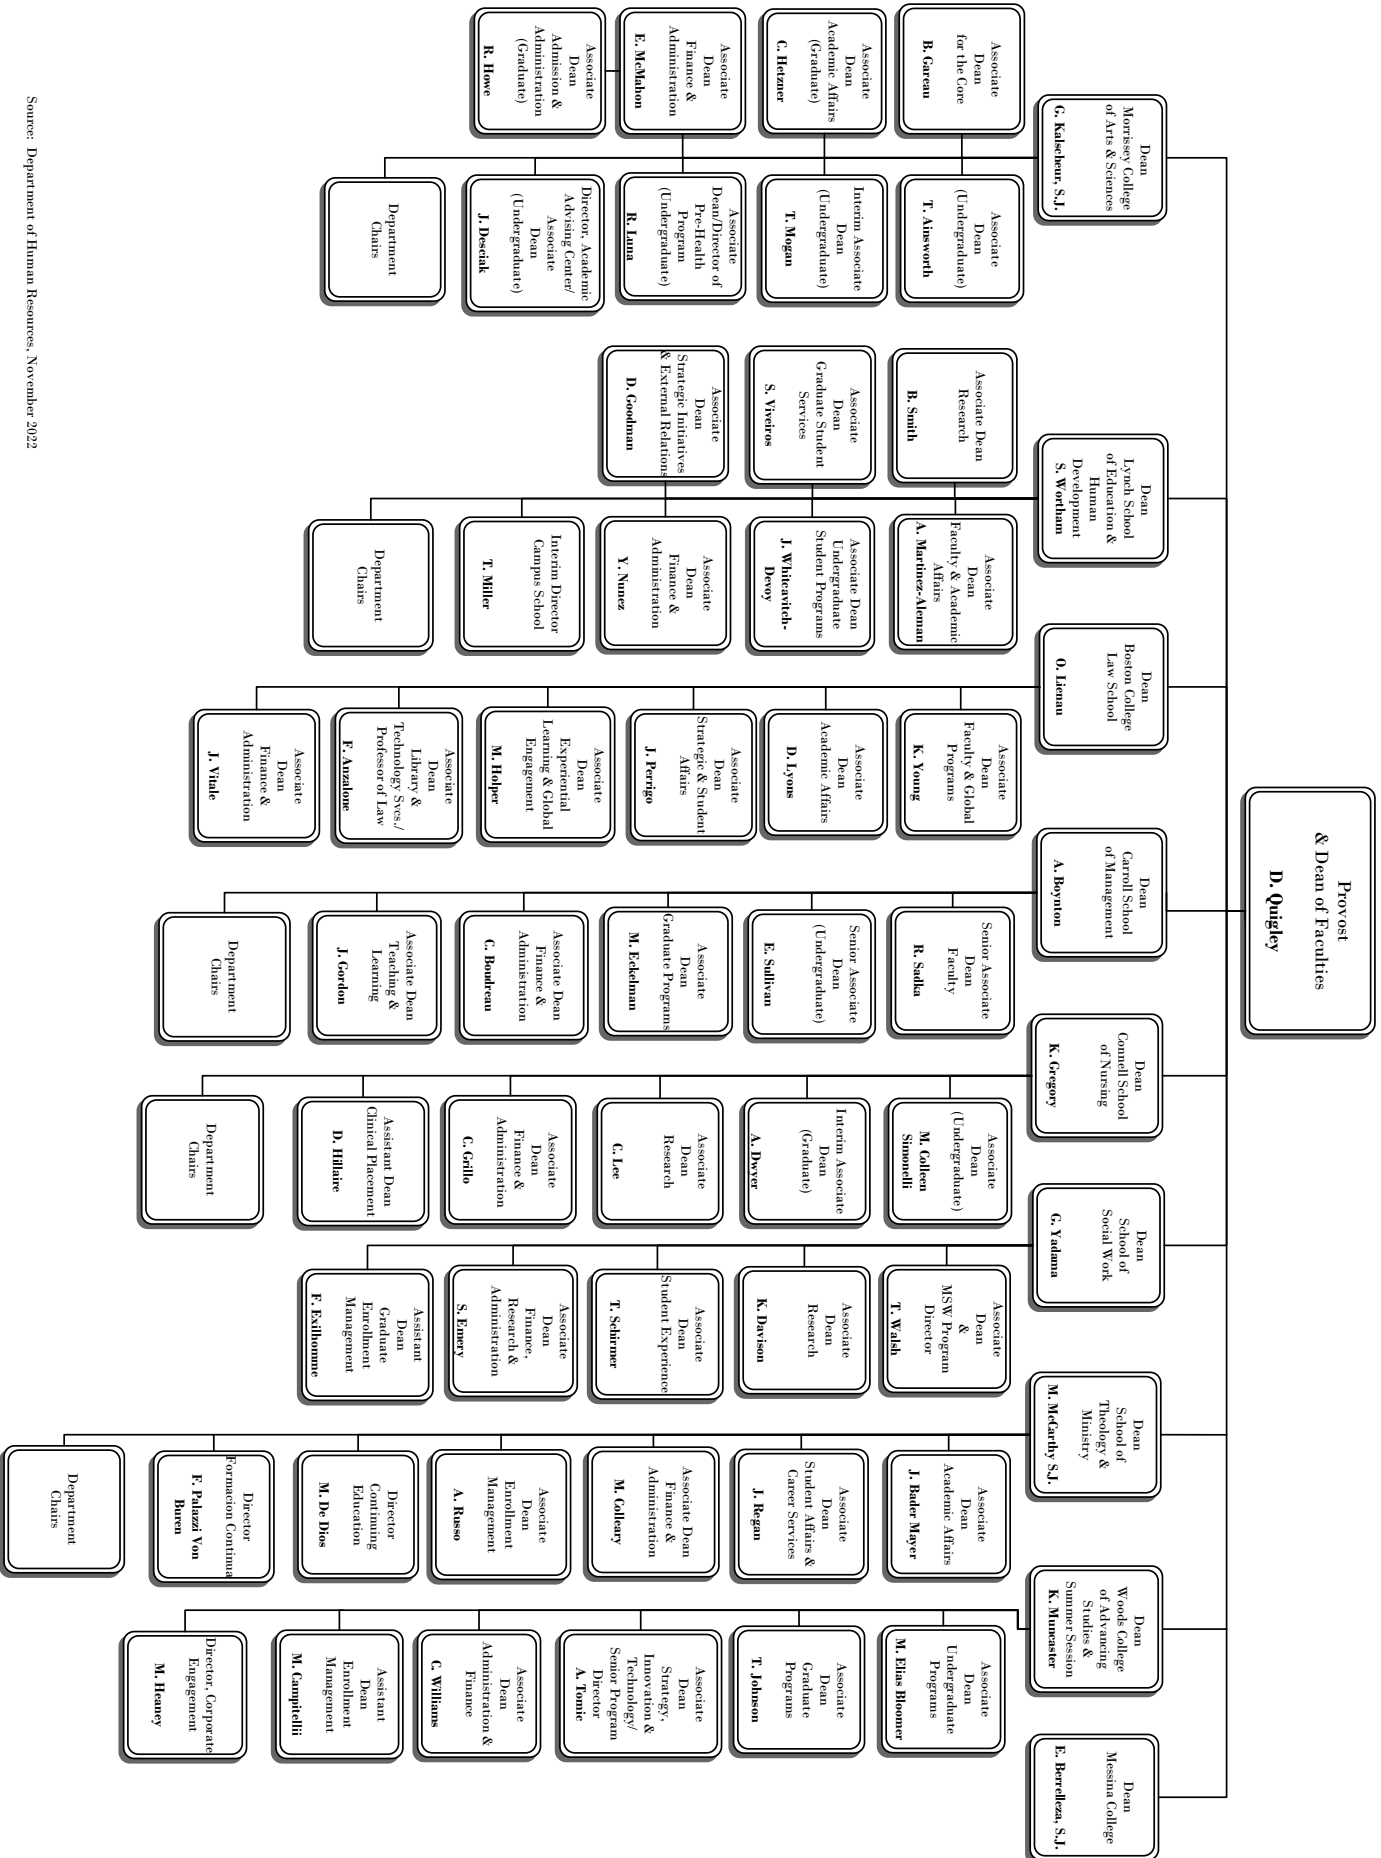 Provost
& Dean of Faculties
D. Quigley
Dean
Morrissey College
of Arts & Sciences
G. Kalscheur, S.J.
Associate
Dean
for the Core
B. Gareau
Associate
Dean
(Undergraduate)
T. Ainsworth
Associate
Dean
Academic Affairs
(Graduate)
C. Hetzner
Interim Associate
Dean
(Undergraduate)
T. Mogan
Associate
Dean
Finance &
Administration
E. McMahon
Associate
Dean/Director of
Pre-Health
Program
(Undergraduate)
R. Luna
Associate
Dean
Admission &
Administration
(Graduate)
R. Howe
Director, Academic
Advising Center/
Associate
Dean
(Undergraduate)
J. Desciak
Department
Chairs
Dean
Lynch School
of Education &
Human
Development
S. Wortham
Associate Dean
Research
B. Smith
Associate
Dean
Faculty & Academic
Affairs
A. Martinez-Aleman
Associate
Dean
Graduate Student
Services
S. Viveiros
Associate Dean
Undergraduate
Student Programs
J. Whitcavitch-
Devoy
Associate
Dean
Strategic Initiatives
& External Relations
D. Goodman
Associate
Dean
Finance &
Administration
Y. Nunez
Interim Director
Campus School
T. Miller
Department
Chairs
Dean
Boston College
Law School
O. Lienau
Associate
Dean
Faculty & Global
Programs
K. Young
Associate
Dean
Academic Affairs
D. Lyons
Associate
Dean
Strategic & Student
Affairs
J. Perrigo
Associate
Dean
Experiential
Learning & Global
Engagement
M. Holper
Associate
Dean
Library &
Technology Svcs./
Professor of Law
F. Anzalone
Associate
Dean
Finance &
Administration
J. Vitale
Dean
Carroll School
of Management
A. Boynton
Senior Associate
Dean
Faculty
R. Sadka
Senior Associate
Dean
(Undergraduate)
E. Sullivan
Associate
Dean
Graduate Programs
M. Eckelman
Associate Dean
Finance &
Administration
C. Boudreau
Associate Dean
Teaching &
Learning
J. Gordon
Department
Chairs
Dean
Connell School
of Nursing
K. Gregory
Associate
Dean
(Undergraduate)
M. Colleen
Simonelli
Interim Associate
Dean
(Graduate)
A. Dwyer
Associate
Dean
Research
C. Lee
Associate
Dean
Finance &
Administration
C. Grillo
Assistant Dean
Clinical Placement
D. Hillaire
Department
Chairs
Dean
School of
Social Work
G. Yadama
Associate
Dean
&
MSW Program
Director
T. Walsh
Associate
Dean
Research
K. Davison
Associate
Dean
Student Experience
T. Schirmer
Associate
Dean
Finance,
Research &
Administration
S. Emery
Assistant
Dean
Graduate
Enrollment
Management
F. Exilhomme
Dean
School of
Theology &
Ministry
M. McCarthy S.J.
Associate
Dean
Academic Affairs
J. Bader Mayer
Associate
Dean
Student Affairs &
Career Services
J. Regan
Associate Dean
Finance &
Administration
M. Colleary
Associate
Dean
Enrollment
Management
A. Russo
Director
Continuing
Education
M. De Dios
Director
Formacion Continua
F. Palazzi Von
Buren
Department
Chairs
Dean
Woods College
of Advancing
Studies &
Summer Session
K. Muncaster
Associate
Dean
Undergraduate
Programs
M. Elias Bloomer
Associate
Dean
Graduate
Programs
T. Johnson
Associate
Dean
Strategy,
Innovation &
Technology/
Senior Program
Director
A. Tomic
Associate
Dean
Administration &
Finance
C. Williams
Assistant
Dean
Enrollment
Management
M. Campitellii
Director, Corporate
Engagement
M. Heaney
Dean
Messina College
E. Berrelleza, S.J.
Source: Department of Human Resources, November 2022